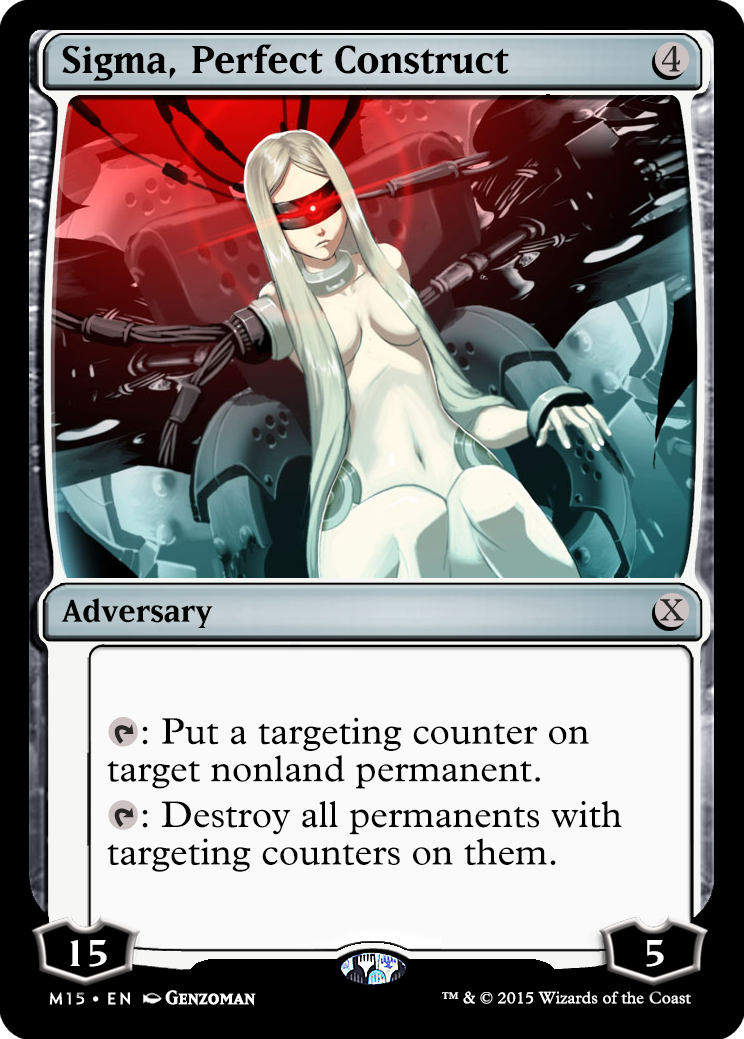 Sigma, Perfect Construct 4
Adversary X
: Put a targeting counter on
target nonland permanent.
: Destroy all permanents with
targeting counters on them.
15 5
M15 • EN GENZOMAN ™ & © 2015 Wizards of the Coast